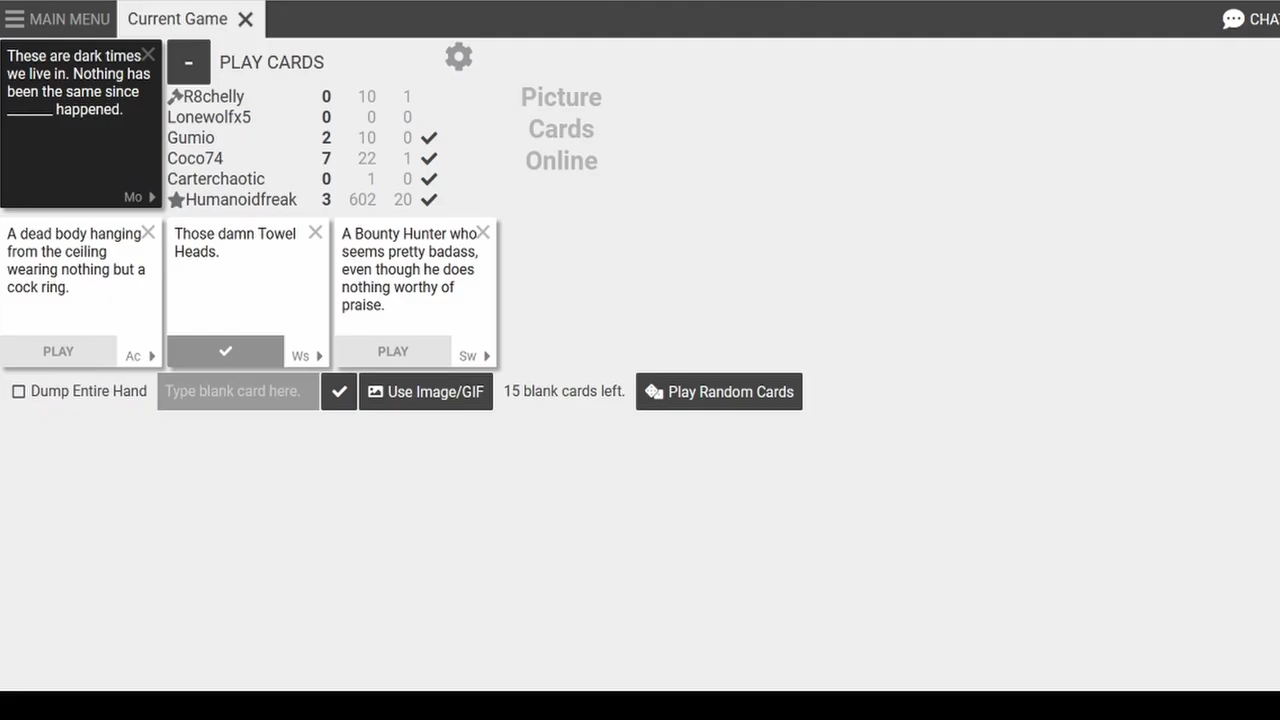 MAIN MENU
Current Game
CHA
These are dark times
we live in. Nothing has
been the same since
______ happened.
Mo
-
PLAY CARDS
R8chelly 0 10 1
Lonewolfx5 0 0 0
Gumio 2 10 0
Coco74 7 22 1
Carterchaotic 0 1 0
Humanoidfreak 3 602 20
Picture
Cards
Online
A dead body hanging
from the ceiling
wearing nothing but a
cock ring.
PLAY
Ac
Those damn Towel
Heads.
Ws
A Bounty Hunter who
seems pretty badass,
even though he does
nothing worthy of
praise.
PLAY
Sw
Dump Entire Hand
Type blank card here.
Use Image/GIF
15 blank cards left.
Play Random Cards